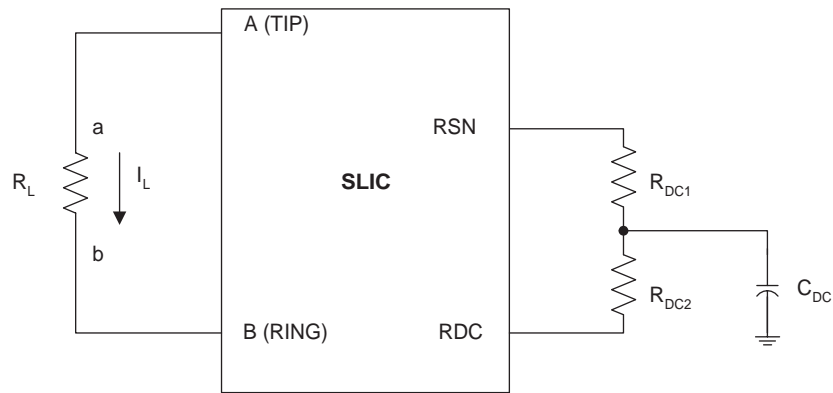 A (TIP)
RSN
a
R_L
I_L
SLIC
R_DC1
b
R_DC2
C_DC
B (RING)
RDC